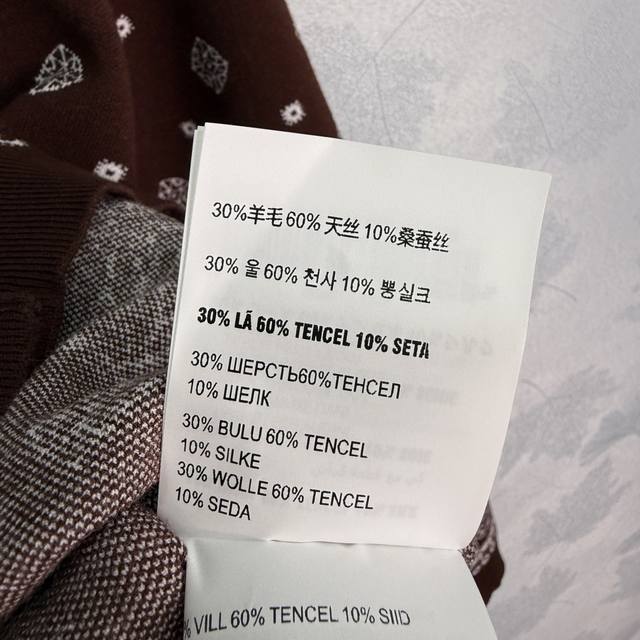 30%羊毛 60% 天丝 10%桑蚕丝
30% 울 60% 천사 10% 뽕실크
30% LÃ 60% TENCEL 10% SETA
30% ШЕРСТЬ60%ТЕНСЕЛ
10% ШЕЛК
30% BULU 60% TENCEL
10% SILKE
30% WOLLE 60% TENCEL
10% SEDA
% VILL 60% TENCEL 10% SIID